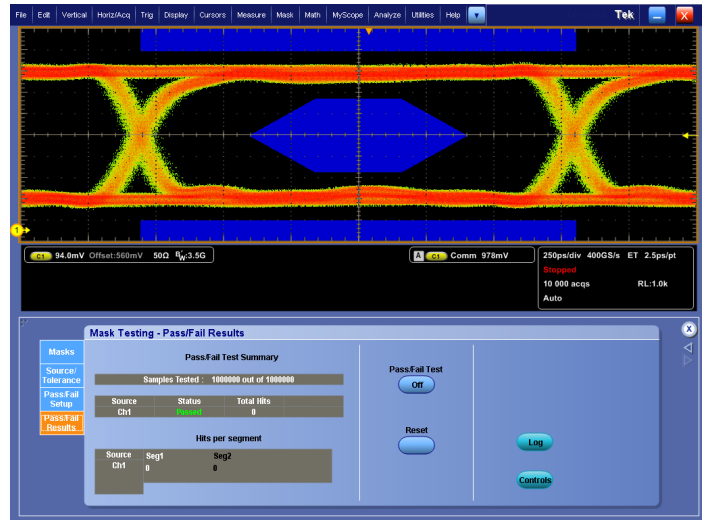 File Edit Vertical Horiz/Acq Trig Display Cursors Measure Mask Math MyScope Analyze Utilities Help Tek X
1
C1 94.0mV Offset:560mV 50Ω BW:3.5G
A C1 Comm 978mV
250ps/div 400GS/s ET 2.5ps/pt
Stopped
10 000 acqs RL:1.0k
Auto
Mask Testing - Pass/Fail Results
X
Masks
Source/
Tolerance
Pass/Fail
Setup
Pass/Fail
Results
Pass/Fail Test Summary
Samples Tested : 1000000 out of 1000000
Source Status Total Hits
Ch1 Passed 0
Hits per segment
Source Seg1 Seg2
Ch1 0 0
Pass/Fail Test
Off
Reset
Log
Controls